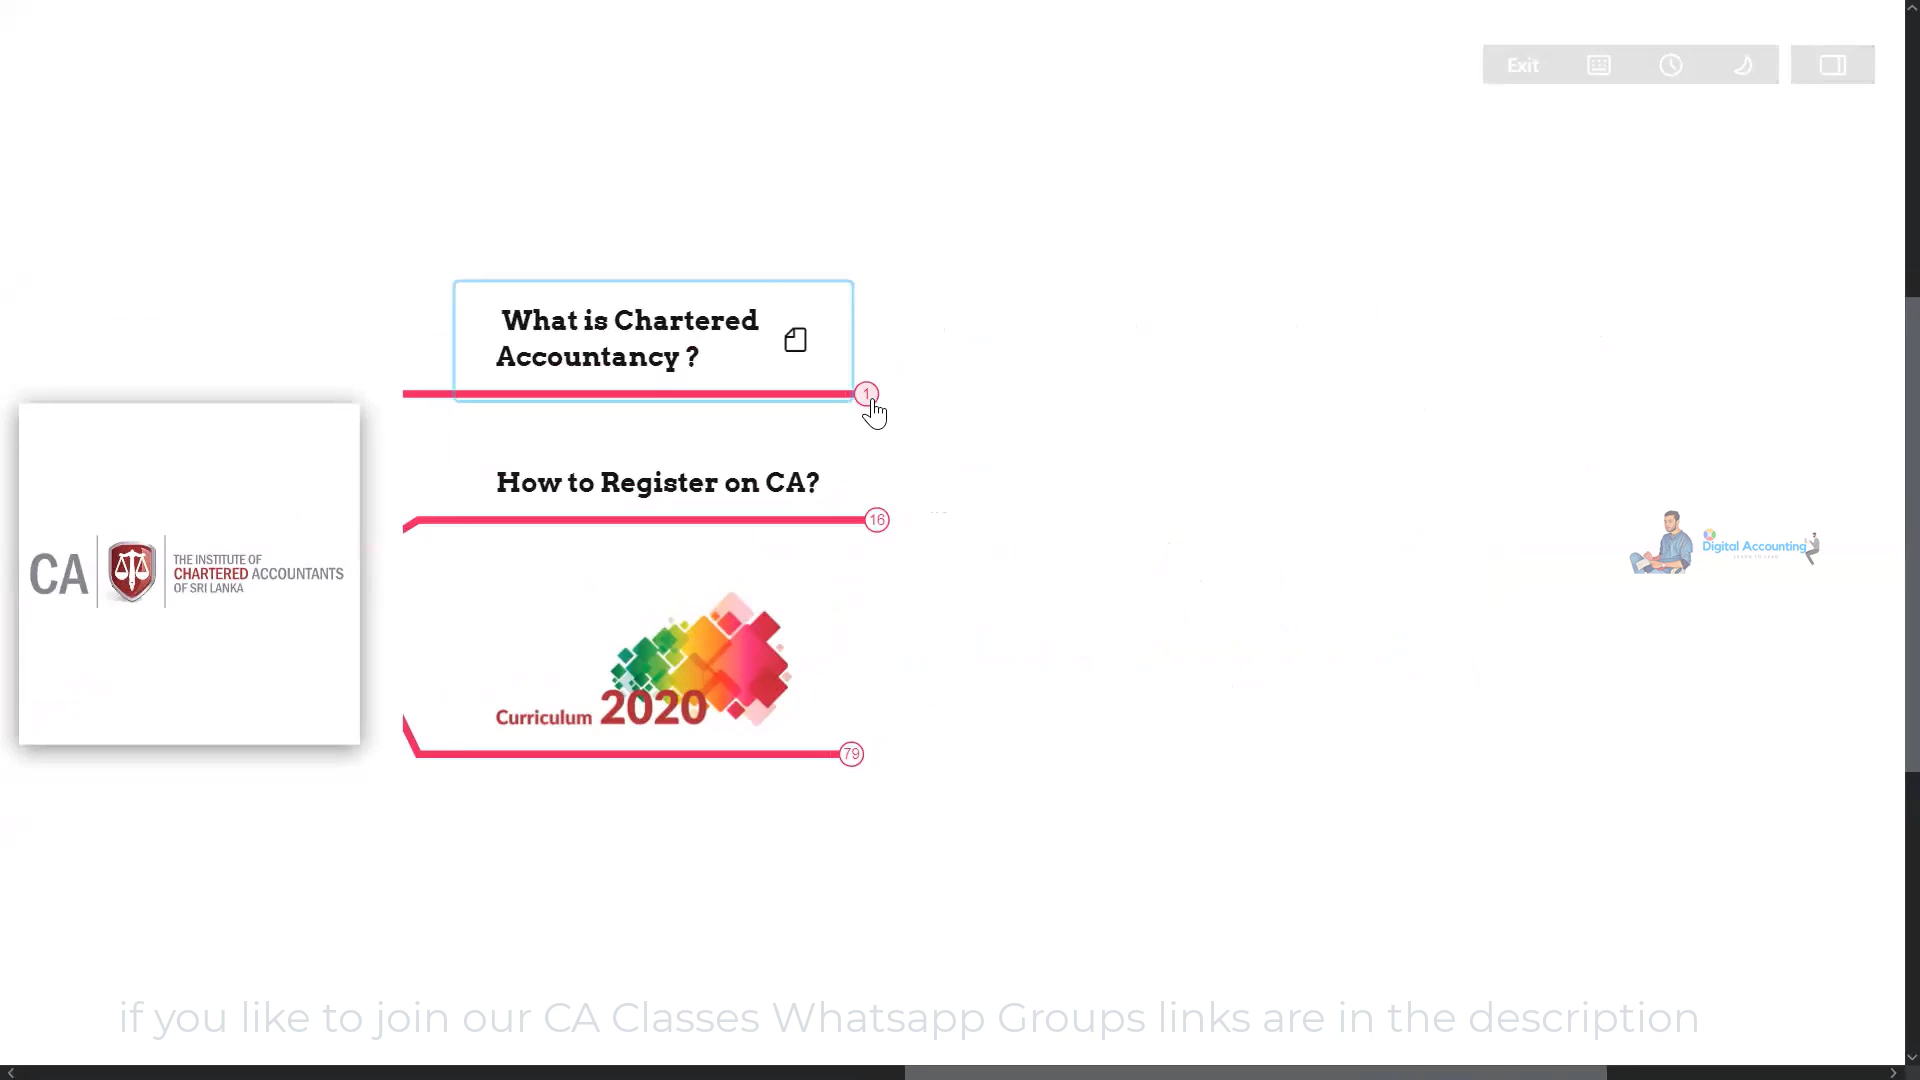 Exit
What is Chartered
Accountancy ?
1
How to Register on CA?
16
CA
THE INSTITUTE OF
CHARTERED ACCOUNTANTS
OF SRI LANKA
Digital Accounting
Curriculum 2020
79
if you like to join our CA Classes Whatsapp Groups links are in the description